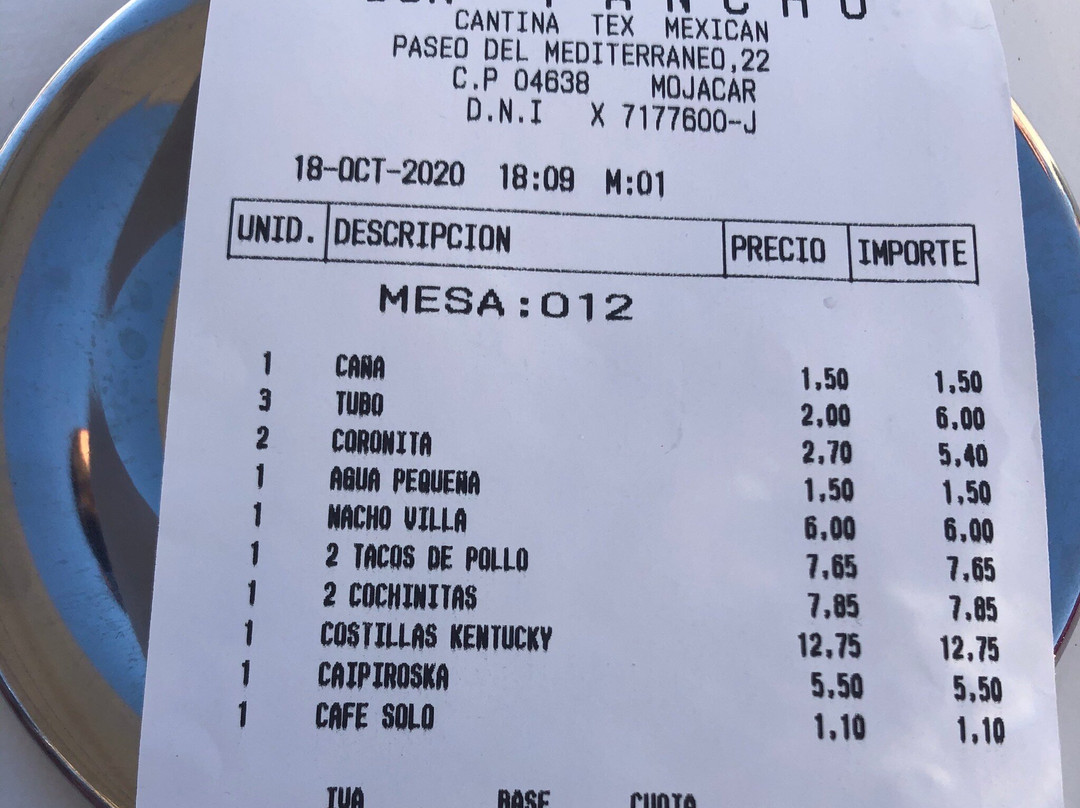 CANTINA TEX MEXICAN
PASEO DEL MEDITERRANEO,22
C.P 04638 MOJACAR
D.N.I X 7177600-J
18-OCT-2020 18:09 M:01
UNID. DESCRIPCION PRECIO IMPORTE
MESA:012
1 CAÑA 1,50 1,50
3 TUBO 2,00 6,00
2 CORONITA 2,70 5,40
1 AGUA PEQUEÑA 1,50 1,50
1 NACHO VILLA 6,00 6,00
1 2 TACOS DE POLLO 7,65 7,65
1 2 COCHINITAS 7,85 7,85
1 COSTILLAS KENTUCKY 12,75 12,75
1 CAIPIROSKA 5,50 5,50
1 CAFE SOLO 1,10 1,10
BASE CUOTA